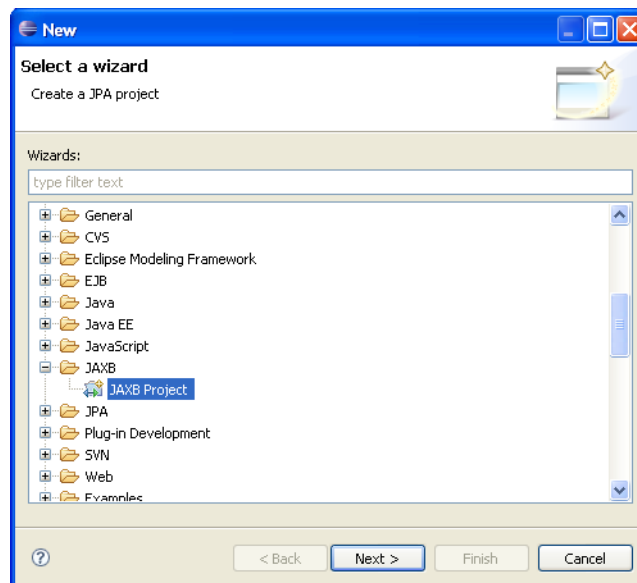 New
Select a wizard
Create a JPA project
Wizards:
type filter text
General
CVS
Eclipse Modeling Framework
EJB
Java
Java EE
JavaScript
JAXB
JAXB Project
JPA
Plug-in Development
SVN
Web
Examples
< Back Next > Finish Cancel